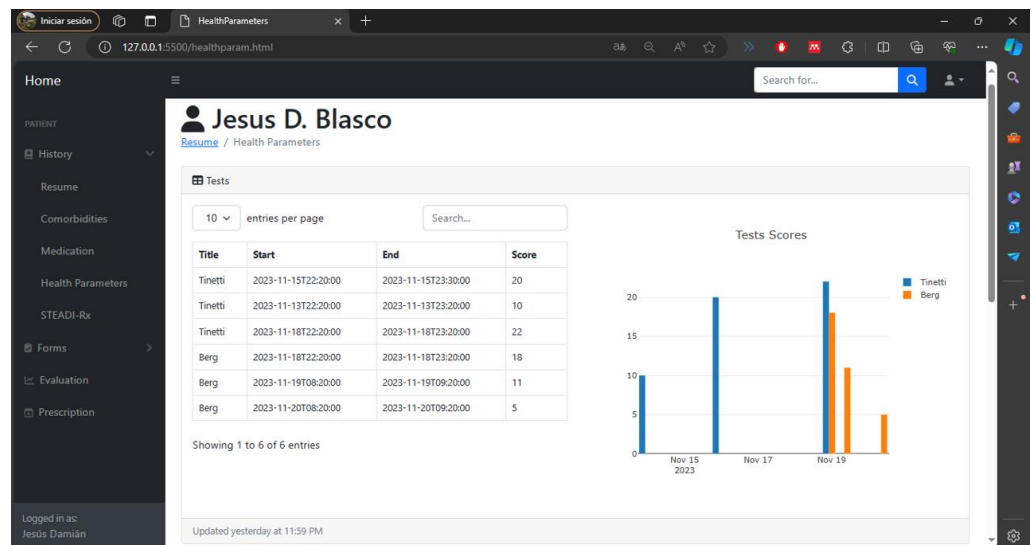 Iniciar sesión
HealthParameters
127.0.0.1:5500/healthparam.html
Home
Search for...
PATIENT
History
Resume
Comorbidities
Medication
Health Parameters
STEADI-Rx
Forms
Evaluation
Prescription
Logged in as:
Jesús Damián
Jesus D. Blasco
Resume / Health Parameters
Tests
10 entries per page
Search...
Title Start End Score
Tinetti 2023-11-15T22:20:00 2023-11-15T23:30:00 20
Tinetti 2023-11-13T22:20:00 2023-11-13T23:20:00 10
Tinetti 2023-11-18T22:20:00 2023-11-18T23:20:00 22
Berg 2023-11-18T22:20:00 2023-11-18T23:20:00 18
Berg 2023-11-19T08:20:00 2023-11-19T09:20:00 11
Berg 2023-11-20T08:20:00 2023-11-20T09:20:00 5
Showing 1 to 6 of 6 entries
Tests Scores
20
15
10
5
0
Nov 15
2023
Nov 17
Nov 19
Tinetti
Berg
Updated yesterday at 11:59 PM